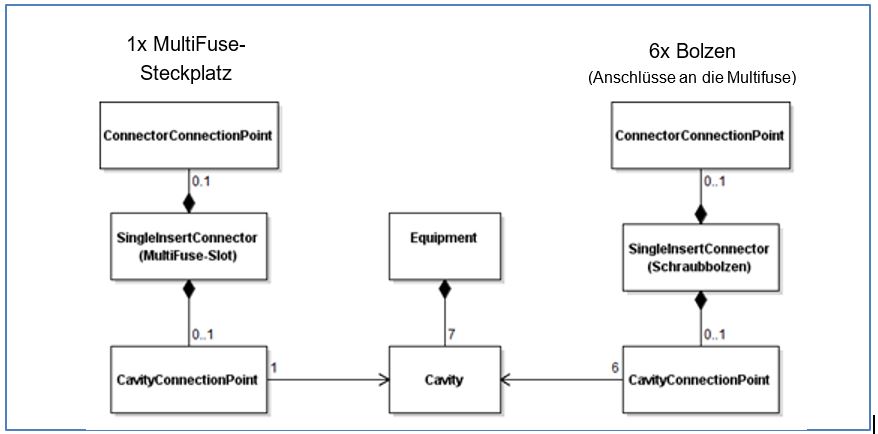 1x MultiFuse-
Steckplatz
6x Bolzen
(Anschlüsse an die Multifuse)
ConnectorConnectionPoint
ConnectorConnectionPoint
0.1
0..1
SingleInsertConnector
(MultiFuse-Slot)
Equipment
SingleInsertConnector
(Schraubbolzen)
0..1
7
0..1
CavityConnectionPoint
1
Cavity
6
CavityConnectionPoint